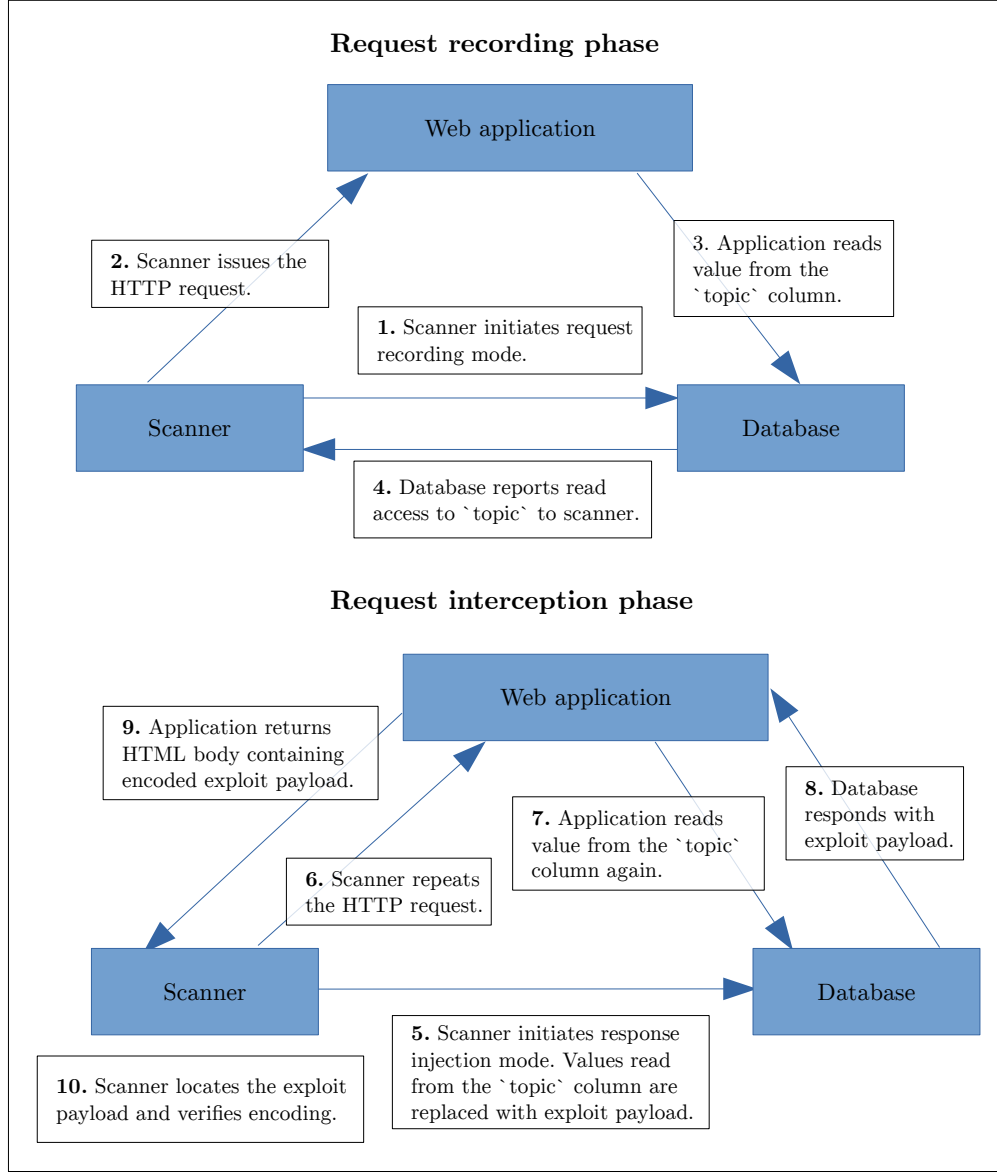 Request recording phase
Web application
2. Scanner issues the
HTTP request.
3. Application reads
value from the
`topic` column.
1. Scanner initiates request
recording mode.
Scanner
Database
4. Database reports read
access to `topic` to scanner.
Request interception phase
Web application
9. Application returns
HTML body containing
encoded exploit payload.
8. Database
responds with
exploit payload.
7. Application reads
value from the `topic`
column again.
6. Scanner repeats
the HTTP request.
Scanner
Database
5. Scanner initiates response
injection mode. Values read
from the `topic` column are
replaced with exploit payload.
10. Scanner locates the exploit
payload and verifies encoding.